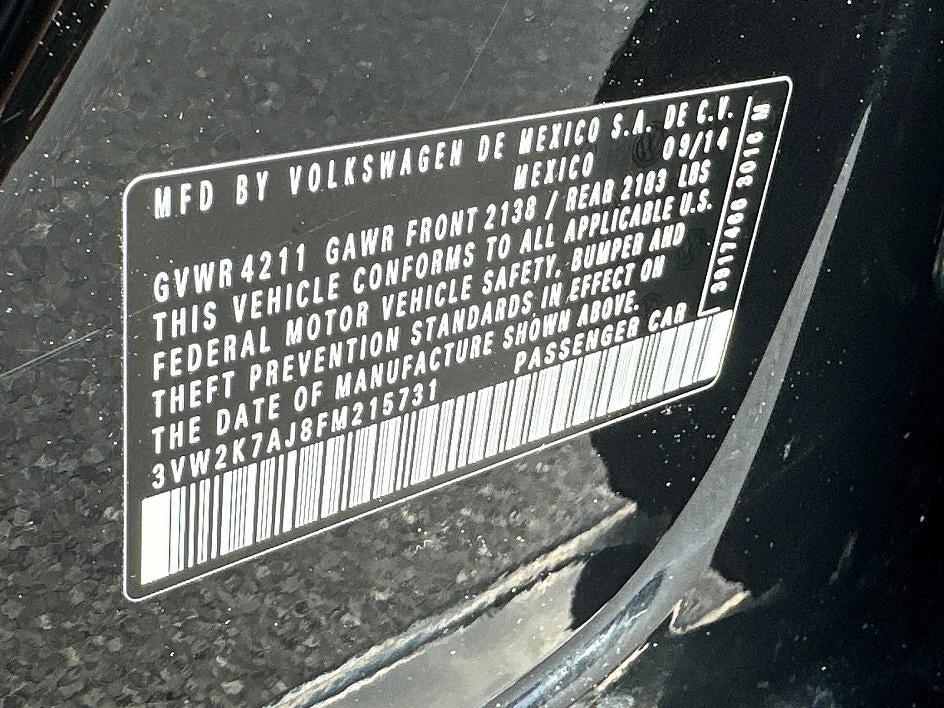 MFD BY VOLKSWAGEN DE MEXICO S.A. DE C.V.
MEXICO 09/14
GVWR 4211 GAWR FRONT 2138 / REAR 2183 LBS
THIS VEHICLE CONFORMS TO ALL APPLICABLE U.S.
FEDERAL MOTOR VEHICLE SAFETY, BUMPER AND
THEFT PREVENTION STANDARDS IN EFFECT ON
THE DATE OF MANUFACTURE SHOWN ABOVE.
3VW2K7AJ8FM215731 PASSENGER CAR
3017400 3010 M